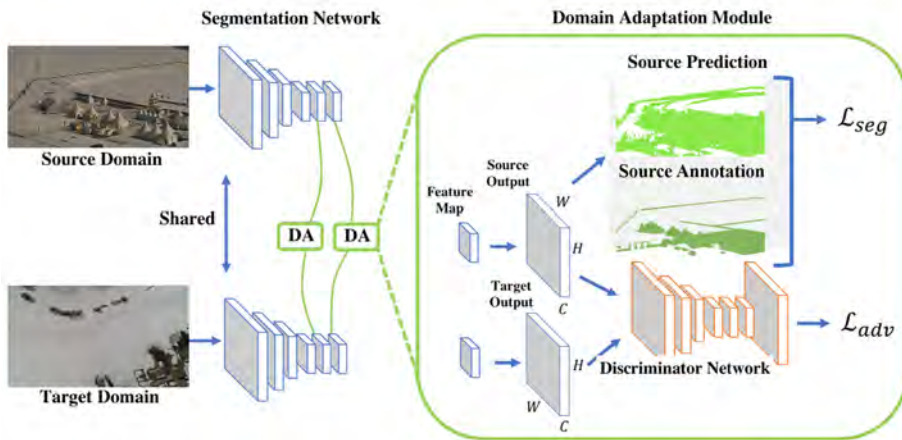 Segmentation Network
Domain Adaptation Module
Source Domain
Shared
DA
DA
Target Domain
Source Prediction
Source Annotation
ℒseg
Source
Output
Feature
Map
W
H
C
Target
Output
H
W
C
Discriminator Network
ℒadv